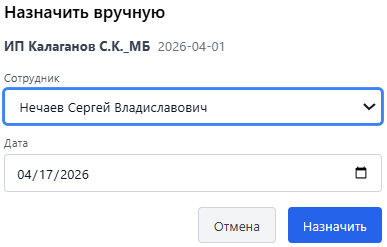 Назначить вручную
ИП Калаганов С.К._МБ 2026-04-01
Сотрудник
Нечаев Сергей Владиславович
Дата
04/17/2026
Отмена Назначить